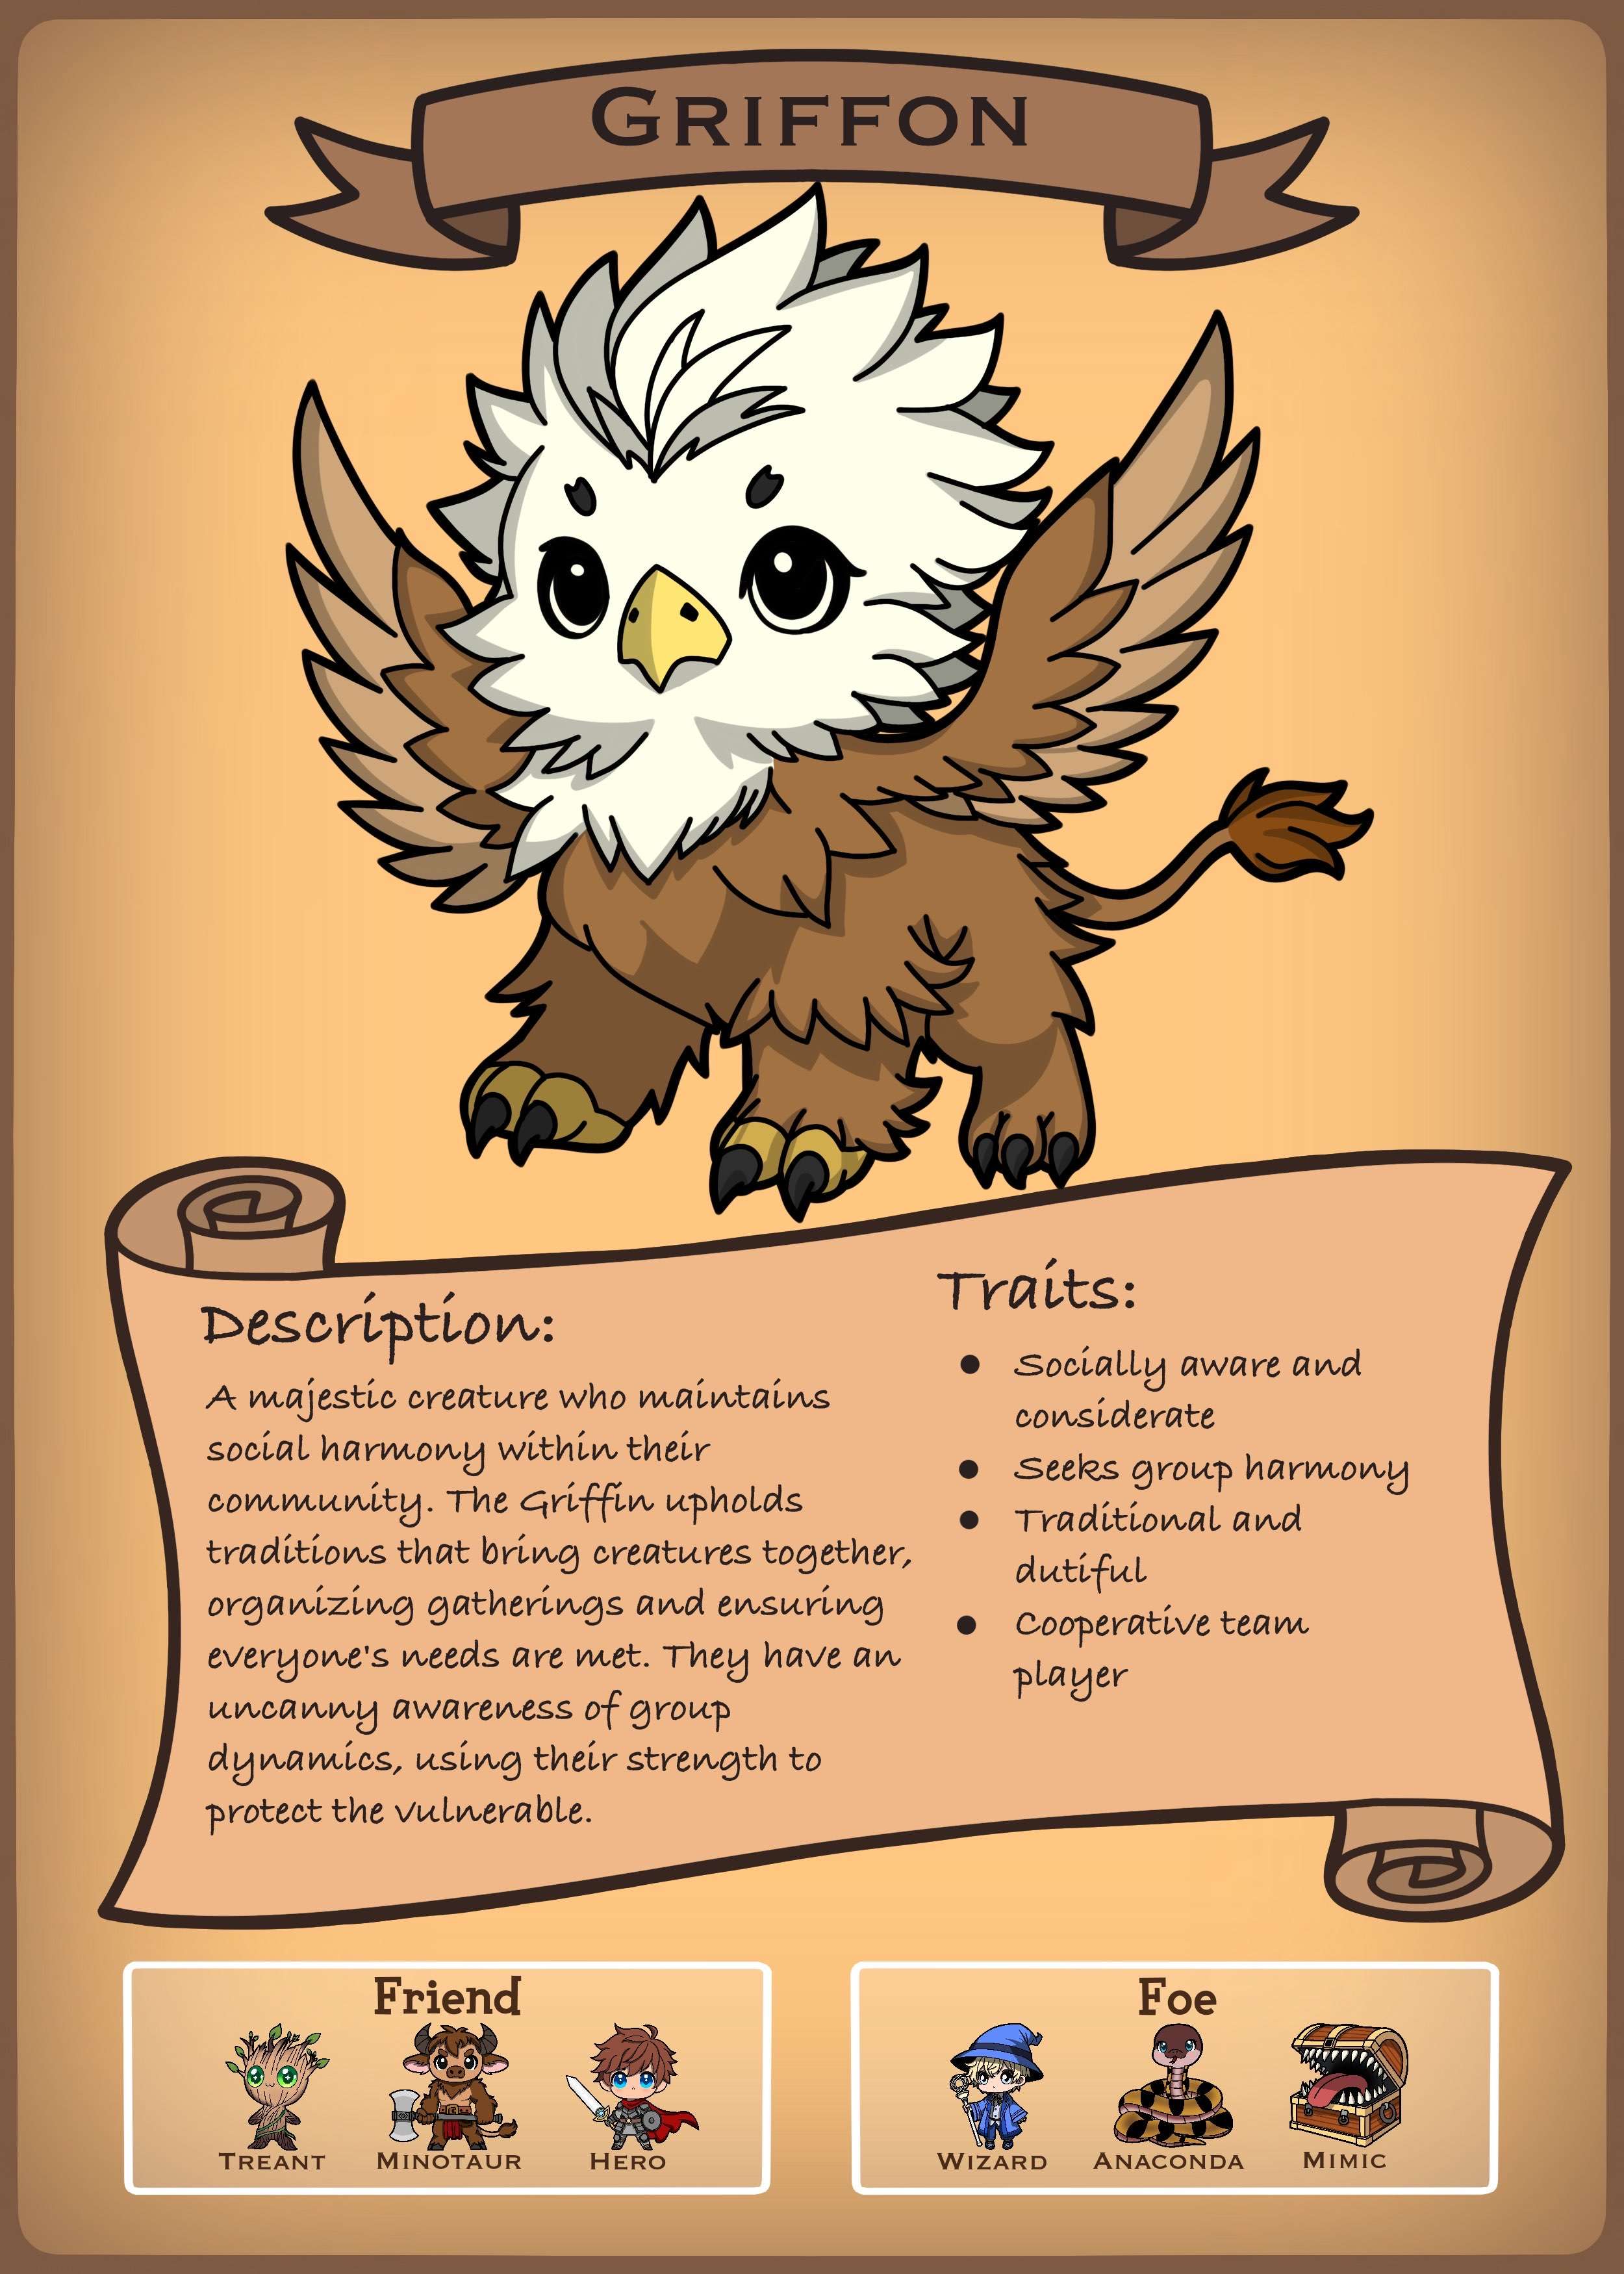 GRIFFON
Description:
A majestic creature who maintains
social harmony within their
community. The Griffin upholds
traditions that bring creatures together,
organizing gatherings and ensuring
everyone's needs are met. They have an
uncanny awareness of group
dynamics, using their strength to
protect the vulnerable.
Traits:
● Socially aware and
considerate
● Seeks group harmony
● Traditional and
dutiful
● Cooperative team
player
Friend
TREANT
MINOTAUR
HERO
Foe
WIZARD
ANACONDA
MIMIC